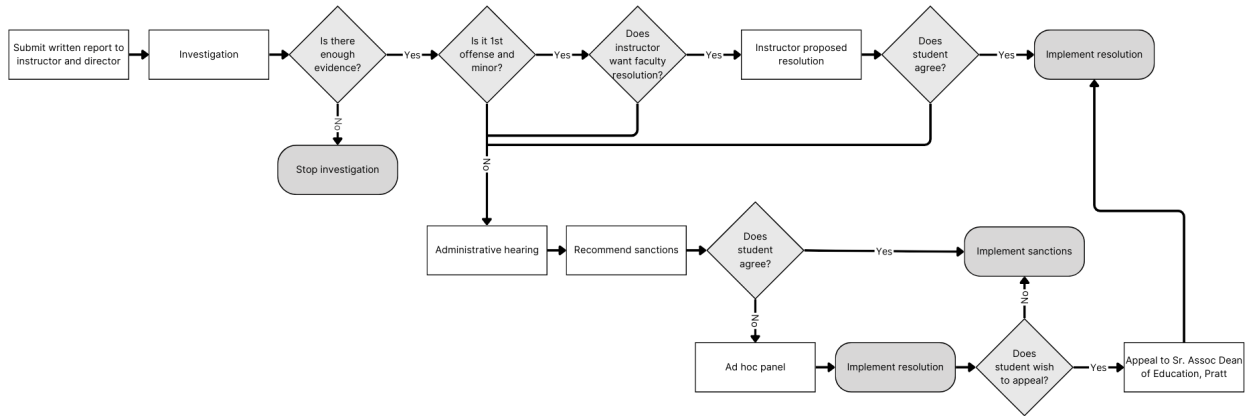 Submit written report to
instructor and director
Investigation
Is there
enough
evidence?
Yes
Is it 1st
offense and
minor?
Yes
Does
instructor
want faculty
resolution?
Yes
Instructor proposed
resolution
Does
student
agree?
Yes
Implement resolution
No
Stop investigation
No
Administrative hearing
Recommend sanctions
Does
student
agree?
Yes
Implement sanctions
No
No
Ad hoc panel
Implement resolution
Does
student wish
to appeal?
Yes
Appeal to Sr. Assoc Dean
of Education, Pratt